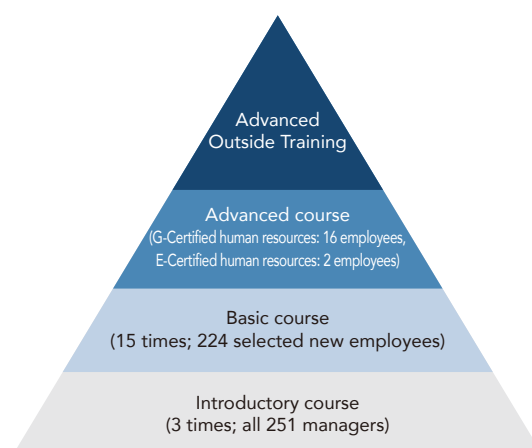 Advanced
Outside Training
Advanced course
(G-Certified human resources: 16 employees,
E-Certified human resources: 2 employees)
Basic course
(15 times; 224 selected new employees)
Introductory course
(3 times; all 251 managers)